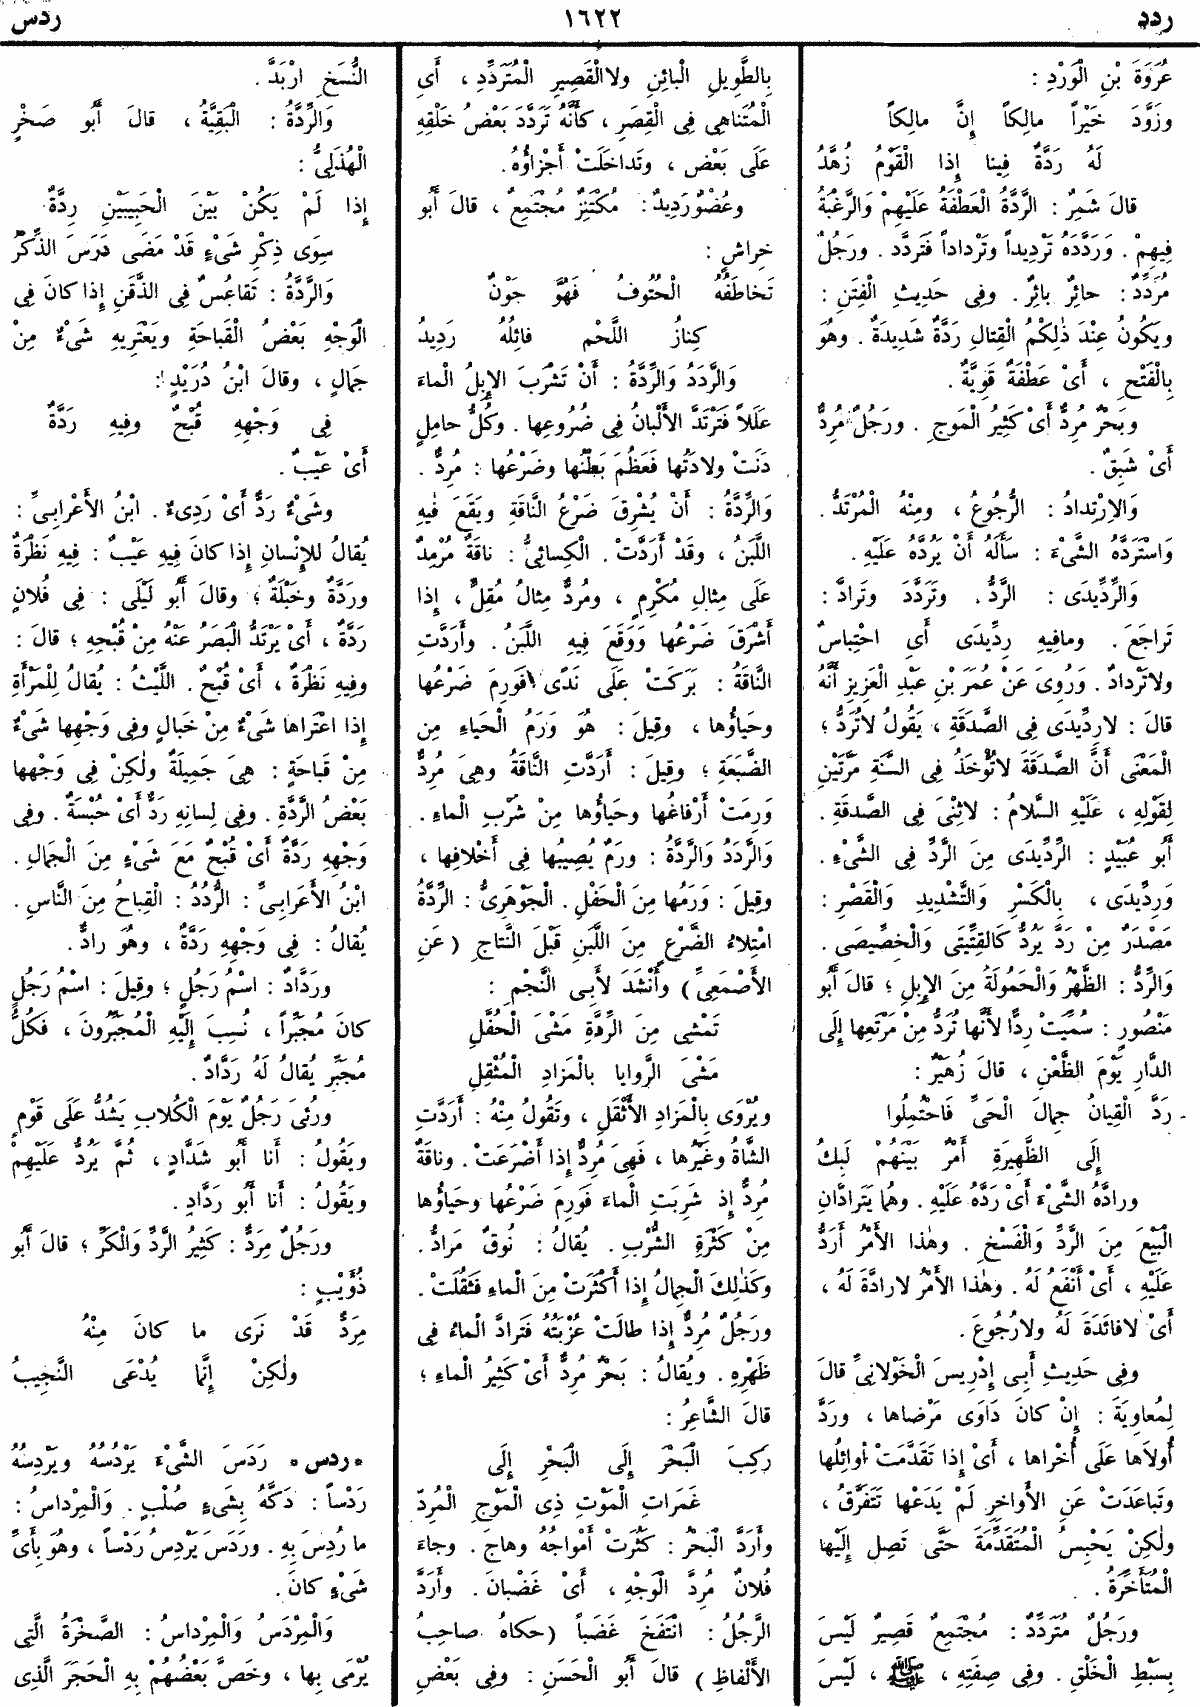 ردد
١٦٢٢
ردس
عُرْوَةَ بْنِ الْوَرْدِ :
وزَوَّدَ خَيْراً مالِكاً إِنَّ مالِكاً
لَهُ رَدَّةٌ فِينا إِذا الْقَوْمُ زُهَّدُ
قالَ شَمِرٌ : الرَّدَّةُ الْعَطْفَةُ عَلَيْهِمْ وَالرَّغْبَةُ
فِيهِمْ . وَرَدَّدَهُ تَرْدِيداً وتَرْداداً فَتَرَدَّد . ورَجُلٌ
مُرَدَّدٌ : حائِرٌ بائِرٌ . وفِى حَدِيثِ الْفِتَنِ :
ويَكُونُ عِنْدَ ذٰلِكُمُ الْقِتالِ رَدَّةٌ شَدِيدَةٌ . وهُوَ
بِالْفَتْحِ ، أَىْ عَطْفَةٌ قَوِيَّةٌ .
وبَحْرٌ مُرِدٌّ أَىْ كَثِيرُ الْمَوجِ . ورَجُلٌ مُرِدٌّ
أَىْ شَبِقٌ .
وَالاِرْتِدادُ : الرُّجُوعُ ، ومِنْهُ الْمُرْتَدُّ .
وَاسْتَرَدَّهُ الشَّىْءَ : سَأَلَهُ أَنْ يَرُدَّهُ عَلَيْهِ .
وَالرِّدِّيدَى : الرَّدُّ . وتَرَدَّدَ وتَرادَّ :
تَراجَعَ . ومافِيهِ رِدِّيدَى أَىِ احْتِباسٌ
ولاتَرْدادٌ . وَرُوِىَ عَنْ عُمَرَ بْنِ عَبْدِ الْعَزِيزِ أَنَّهُ
قالَ : لارِدِّيدَى فِى الصَّدَقَةِ ، يَقُولُ لاتُرَدُّ ؛
الْمَعْنَى أَنَّ الصَّدَقَةَ لاتُؤْخَذُ فِى السَّنَةِ مَرَّتَيْنِ
لِقَوْلِهِ ، عَلَيْهِ السَّلامُ : لاثِنْىَ فِى الصَّدقَةِ .
أَبُو عُبَيْدٍ : الرِّدِّيدَى مِنَ الرَّدِّ فِى الشَّىْءِ .
وَرِدِّيدَى ، بِالْكَسْرِ وَالتَّشْدِيدِ وَالْقَصْرِ :
مَصْدَرٌ مِنْ رَدَّ يَرُدُّ كَالقِتِّيتَى وَالْخِصِّيصَى .
وَالرِّدُّ : الظَّهْرُ وَالْحَمُولَةُ مِنَ الإِبِلِ ؛ قالَ أَبُو
مَنْصُورٍ : سُمِّيَتْ رِدًّا لأَنَّها تُرَدُّ مِنْ مَرْتَعِها إِلَى
الدَّارِ يَوْمَ الظَّعْنِ ، قالَ زُهَيْرٌ :
رَدَّ الْقِيانُ جِمالَ الْحَىِّ فَاحْتُمِلُوا
إِلَى الظَّهِيرَةِ أَمْرٌ بَيْنَهُمْ لَبِكُ
ورادَّهُ الشَّىْءَ أَىْ رَدَّهُ عَلَيْهِ . وهُما يَتَرادَّانِ
الْبَيْعَ مِنَ الرَّدِّ وَالْفَسْخِ . وهٰذا الأَمْرُ أَرَدُّ
عَلَيْهِ ، أَىْ أَنْفَعُ لَهُ . وهٰذا الأَمْرُ لارادَّةَ لَهُ ،
أَىْ لافائدَةَ لَهُ ولارُجُوعَ .
وفِى حَدِيثِ أَبِى إِدْرِيسَ الْخَوْلانِىِّ قالَ
لِمُعاوِيَةَ : إِنْ كانَ دَاوَى مَرْضاها ، ورَدَّ
أُولاَها عَلَى أُخْراها ، أَىْ إِذا تَقَدَّمَتْ أَوائِلُها
وتَباعَدَتْ عَنِ الأَواخِرِ لَمْ يَدَعْها تَتَفَرَّقُ ،
ولٰكِنْ يَحْبِسُ الْمُتَقَدِّمَةَ حَتَّى تَصِلَ إِلَيْها
الْمُتَأَخِّرَةُ .
ورَجُلٌ مُتَرَدِّدٌ : مُجْتَمِعٌ قَصِيرٌ لَيْسَ
بِسَبْطِ الْخَلْقِ . وفِى صِفَتِهِ ، ﷺ ، لَيْسَ
بِالطَّوِيلِ الْبائِنِ ولاالْقَصِيرِ الْمُتَرَدِّدِ ، أَىِ
الْمُتَناهِى فِى الْقِصَرِ ، كأَنَّهُ تَرَدَّدَ بَعْضُ خَلْقِهِ
عَلَى بَعْضٍ ، وتَداخَلَتْ أَجْزاؤُهُ .
وعُضْوٌ رَدِيدٌ : مُكْتَنِزٌ مُجْتَمِعٌ ، قالَ أَبُو
خِراشٍ :
تَخاطَفُهُ الْحُتُوفُ فَهُوَّ جَوْنٌ
كِنازُ اللَّحْمِ فائِلُهُ رَدِيدُ
وَالرَّدَدُ وَالرِّدَّةُ : أَنْ تَشْرَبَ الإِبِلُ الْماءَ
عَلَلاً فَتَرْتَدَّ الأَلْبانُ فِى ضُرُوعِها . وكُلُّ حامِلٍ
دَنَتْ ولادَتُها فَعَظُمَ بَطْنُها وضَرْعُها : مُرِدٌّ .
وَالرِّدَّةُ : أَنْ يُشْرِقَ ضَرْعُ النَّاقَةِ ويَقَعَ فِيهِ
اللَّبَنُ ، وقَدْ أَرَدَّتْ . الْكِسائِىُّ : ناقَةٌ مُرْمِدٌ
عَلَى مِثالِ مُكْرِمٍ ، ومُرِدٌّ مِثالُ مُقِلٍّ ، إِذا
أَشْرَقَ ضَرْعُها وَوَقَعَ فِيهِ اللَّبَنُ . وأَرَدَّتِ
النَّاقَةُ : بَرَكَتْ عَلَى نَدًى فَوَرِمَ ضَرْعُها
وحَياؤُها ، وقِيلَ : هُوَ وَرَمُ الْحَياءِ مِن
الضَّبَعَةِ ؛ وقِيلَ : أَرَدَّتِ النَّاقَةُ وهِىَ مُرِدٌّ
وَرِمَتْ أَرْفاغُها وحَياؤُها مِنْ شُرْبِ الْماءِ .
وَالرَّدَدُ وَالرَّدَّةُ : ورَمٌ يُصِيبُها فِى أَخْلافِها ،
وقِيلَ : وَرَمُها مِنَ الْحَفْلِ . الْجَوْهَرِىُّ : الرِّدَّةُ
امْتِلاءُ الضَّرْعِ مِنَ اللَّبَنِ قَبْلَ النَّتاجِ ( عَنِ
الأَصْمَعِىِّ ) وأَنْشَدَ لأَبِى النَّجْمِ :
تَمْشِى مِنَ الرِّدَّةِ مَشْىَ الْحُفَّلِ
مَشْىَ الرَّوايا بالْمَزادِ الْمُثْقِلِ
ويُرْوَى بِالْمَزادِ الأَثْقَلِ ، وتَقُولُ مِنْهُ : أَرَدَّتِ
الشَّاةُ وغَيْرُها ، فَهِىَ مُرِدٌّ إِذا أَضْرَعَتْ . وناقَةٌ
مُرِدٌّ إِذ شَرِبَتِ الْماءَ فَوَرِمَ ضَرْعُها وحَياؤُها
مِنْ كَثْرَةِ الشُّرْبِ . يُقالُ : نُوقٌ مَرادُّ .
وكَذٰلِكَ الْجِمالُ إِذا أَكْثَرَتْ مِنَ الْماءِ فَثَقُلَتْ .
ورَجُلٌ مُرِدٌّ إِذا طالَتْ عُزْبَتُهُ فَتَرادَّ الْماءُ فِى
ظَهْرِهِ . ويُقالُ : بَحْرٌ مُرِدٌّ أَىْ كَثِيرُ الْماءِ ؛
قالَ الشَّاعِرُ :
رَكِبَ الْبَحْرَ إِلَى الْبَحْرِ إِلَى
غَمَراتِ الْمَوْتِ ذِى الْمَوْجِ الْمُرِدّ
وأَرَدَّ الْبَحْرُ : كَثُرَتْ أَمْواجُهُ وهاجَ . وجاءَ
فُلانٌ مُرِدَّ الْوَجْهِ ، أَىْ غَضْبانَ . وأَرَدَّ
الرَّجُلُ : انْتَفَخَ غَضَباً ( حَكاهُ صاحِبُ
الأَلْفاظِ ) قالَ أَبُو الْحَسَنِ : وفِى بَعْضِ
النُّسَخِ ارْبَدَّ .
وَالرِّدَّةُ : الْبَقِيَّةُ ، قالَ أَبُو صَخْرٍ
الْهُذَلِىُّ :
إِذا لَمْ يَكُنْ بَيْنَ الْحَبِيبَيْنِ رِدَّةٌ
سِوَى ذِكْرِ شَىْءٍ قَدْ مَضَى دَرَسَ الذِّكْرُ
وَالرَّدَّةُ : تَقاعُسٌ فِى الذَّقَنِ إِذا كانَ فِى
الْوَجْهِ بَعْضُ الْقَباحَةِ ويَعْتَرِيهِ شَىْءٌ مِنْ
جَمالٍ ، وقالَ ابْنُ دُرَيْدٍ :
فِى وَجْهِهِ قُبْحٌ وفِيهِ رَدَّةٌ
أَىْ عَيْبٌ .
وشَىْءٌ رَدٌّ أَىْ رَدِىءٌ . ابْنُ الأَعْرابِىِّ :
يُقالُ للإِنْسانِ إِذا كانَ فِيهِ عَيْبٌ : فِيهِ نَظْرَةٌ
ورَدَّةٌ وخَبْلَةٌ ؛ وقالَ أَبُو لَيْلَى : فِى فُلانٍ
رَدَّةٌ ، أَىْ يَرْتَدُّ الْبَصَرُ عَنْهُ مِنْ قُبْحِهِ ؛ قالَ :
وفِيهِ نَظْرَةٌ ، أَىْ قُبْحٌ . اللَّيْثُ : يُقالُ لِلْمَرْأَةِ
إِذا اعْتَراها شَىْءٌ مِنْ خَبالٍ وفِى وَجْهِها شَىْءٌ
مِنْ قَباحَةٍ : هِىَ جَمِيلَةٌ ولٰكِنْ فِى وَجْهِها
بَعْضُ الرَّدَّةِ . وفِى لِسانِهِ رَدٌّ أَىْ حُبْسَةٌ . وفِى
وَجْهِهِ رَدَّةٌ أَىْ قُبْحٌ مَعَ شَىْءٍ مِنَ الْجَمالِ .
ابْنُ الأَعْرابِىِّ : الرُّدُدُ : الْقِباحُ مِنَ النَّاسِ .
يُقالُ : فِى وَجْهِهِ رَدَّةٌ ، وهُوَ رادٌّ .
ورَدَّادٌ : اسْمُ رَجُلٍ ؛ وقِيلَ : اسْمُ رَجُلٍ
كانَ مُجَبِّراً ، نُسِبَ إِلَيْهِ الْمُجَبِّرُونَ ، فَكُلُّ
مُجَبِّرٍ يُقالُ لَهُ رَدَّادٌ .
ورُئِىَ رَجُلٌ يَوْمَ الْكُلابِ يَشُدُّ عَلَى قَوْمٍ
ويَقُولُ : أَنا أَبُو شَدَّادٍ ، ثُمَّ يَرُدُّ عَلَيْهِمْ
ويَقُولُ : أَنا أَبُو رَدَّادٍ .
ورَجُلٌ مِرَدٌّ : كَثِيرُ الرَّدِّ وَالْكَرِّ ؛ قالَ أَبُو
ذُؤَيْبٍ :
مِرَدٌّ قَدْ نَرَى ما كانَ مِنْهُ
ولٰكِنْ إِنَّما يُدْعَى النَّجِيبُ
* ردس * رَدَسَ الشَّىْءَ يَرْدُسُهُ ويَرْدِسُهُ
رَدْساً : دَكَّهُ بِشَىْءٍ صُلْبٍ . وَالْمِرْداسُ :
ما رُدِسَ بِهِ . ورَدَسَ يَرْدِسُ رَدْساً ، وهُوَ بِأَىِّ
شَىْءٍ كانَ .
وَالْمِرْدَسُ وَالْمِرْداسُ : الصَّخْرَةُ الَّتِى
يُرْمَى بِها ، وخَصَّ بَعْضُهُمْ بِهِ الْحَجَرَ الَّذِى